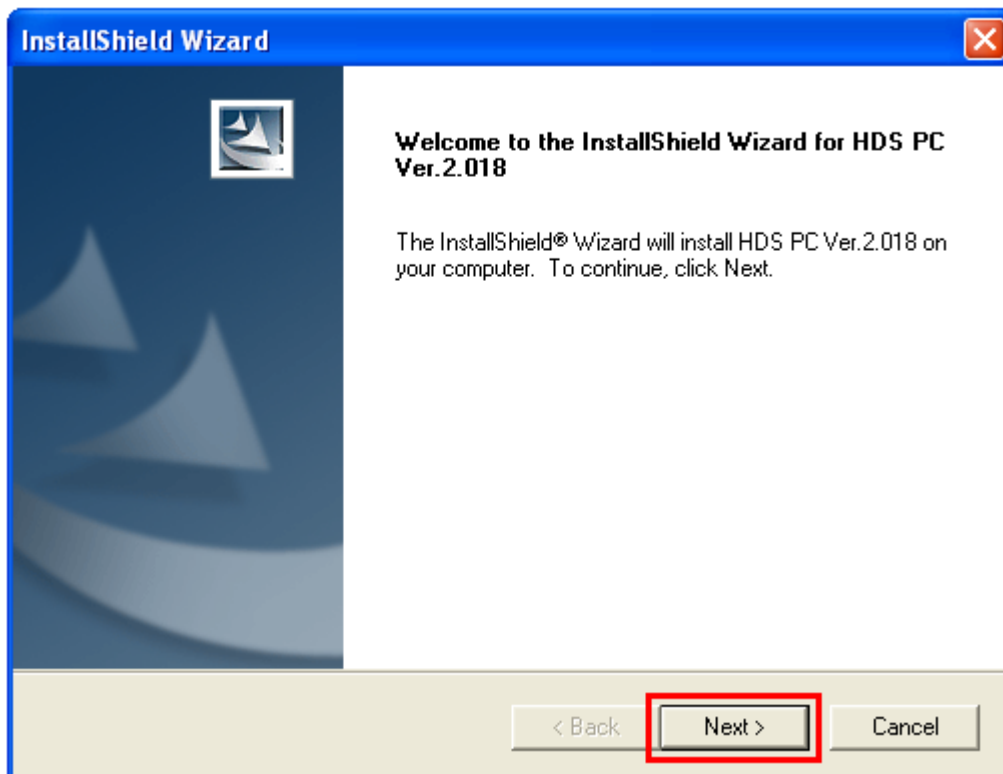 InstallShield Wizard
Welcome to the InstallShield Wizard for HDS PC
Ver.2.018
The InstallShield® Wizard will install HDS PC Ver.2.018 on
your computer.  To continue, click Next.
< Back
Next >
Cancel